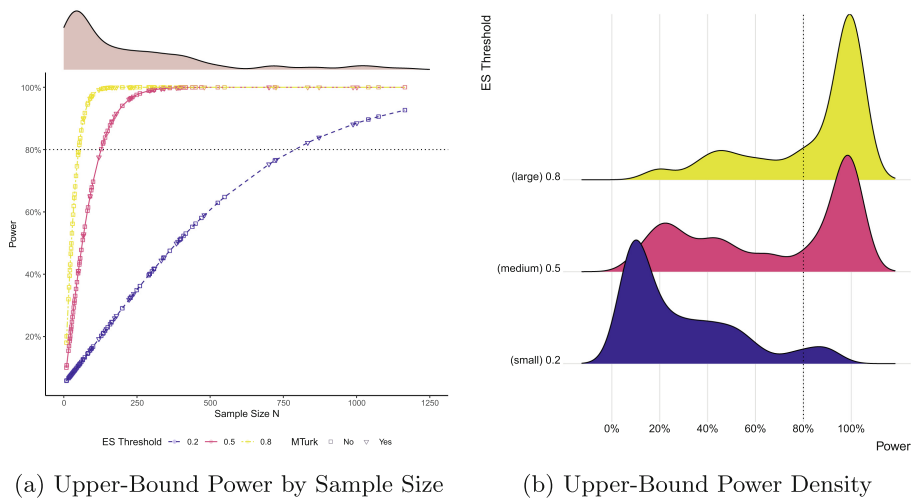 100%
80%
60%
40%
20%
Power
0
250
500
750
1000
1250
Sample Size N
ES Threshold 0.2 0.5 0.8 MTurk No Yes
(a) Upper-Bound Power by Sample Size
ES Threshold
(large) 0.8
(medium) 0.5
(small) 0.2
0% 20% 40% 60% 80% 100%
Power
(b) Upper-Bound Power Density